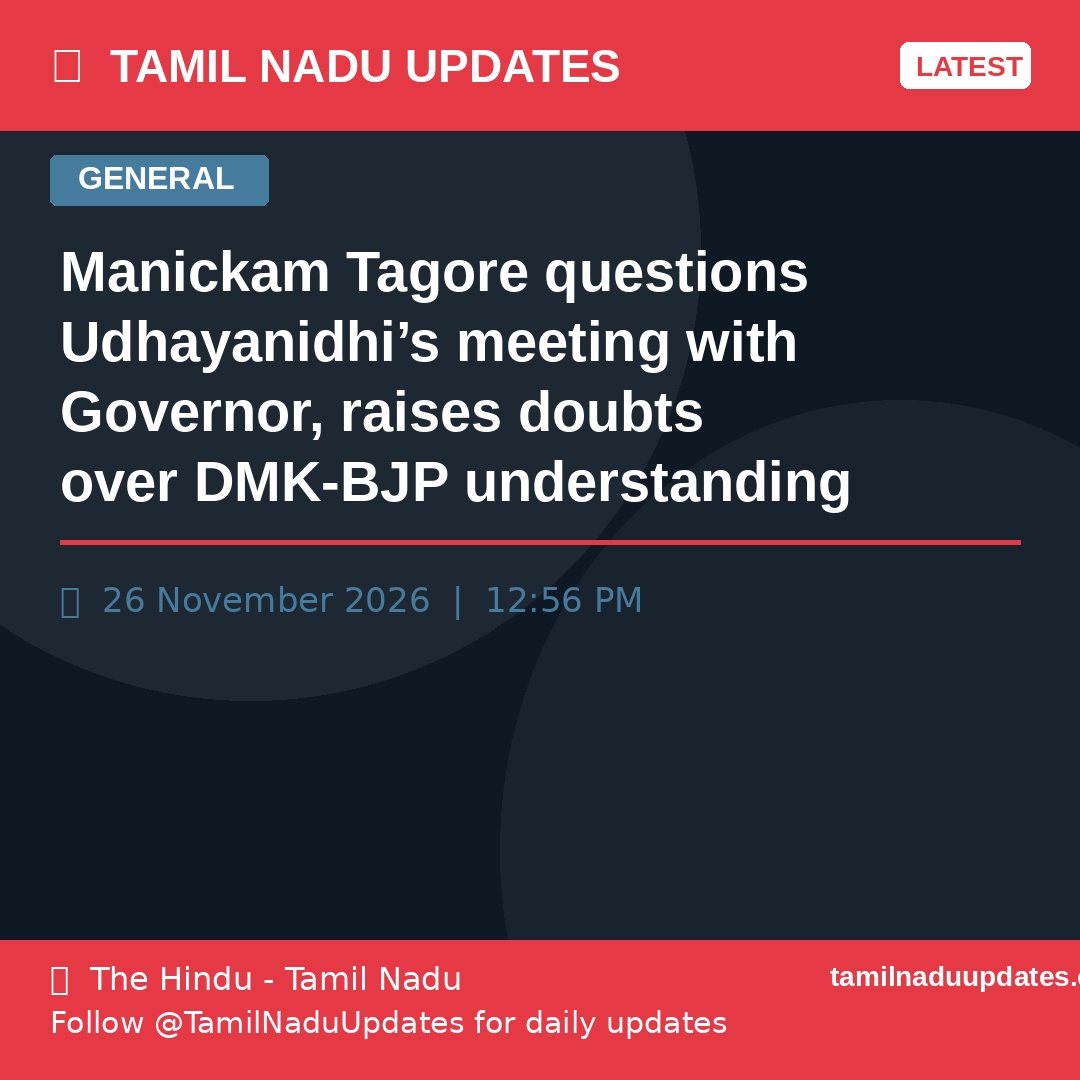 TAMIL NADU UPDATES
LATEST
GENERAL
Manickam Tagore questions
Udhayanidhi’s meeting with
Governor, raises doubts
over DMK-BJP understanding
26 November 2026 | 12:56 PM
The Hindu - Tamil Nadu
tamilnaduupdates.
Follow @TamilNaduUpdates for daily updates